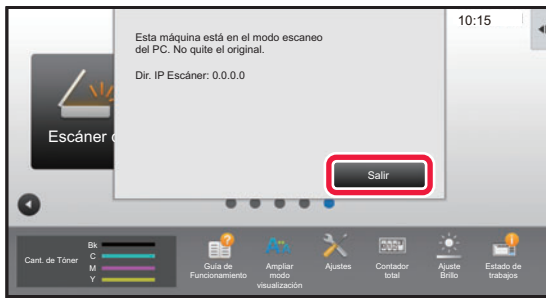 10:15
Esta máquina está en el modo escaneo
del PC. No quite el original.
Dir. IP Escáner: 0.0.0.0
Escáner
Salir
Cant. de Tóner
Bk
C
M
Y
Guía de
Funcionamiento
Ampliar
modo
visualización
Ajustes
Contador
total
Ajuste
Brillo
Estado de
trabajos